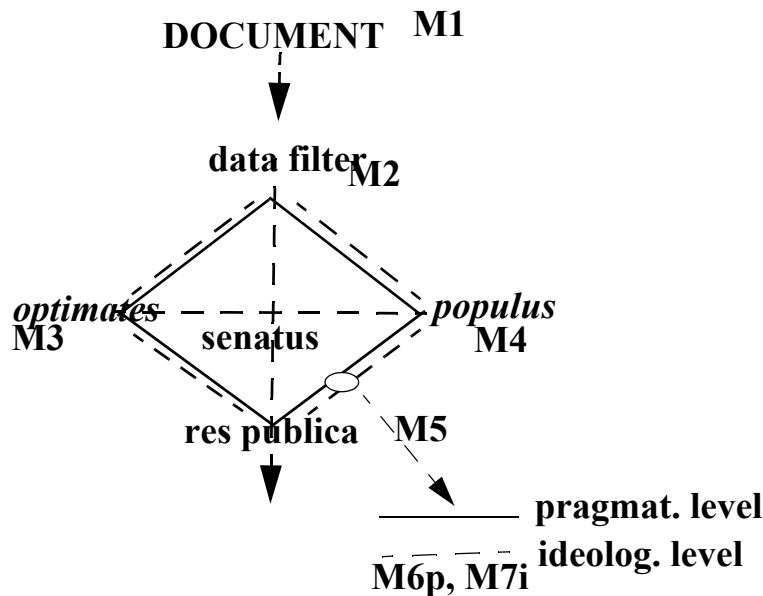 DOCUMENT M1
data filter
M2
optimates
populus
M3
senatus
M4
res publica
M5
pragmat. level
ideolog. level
M6p, M7i